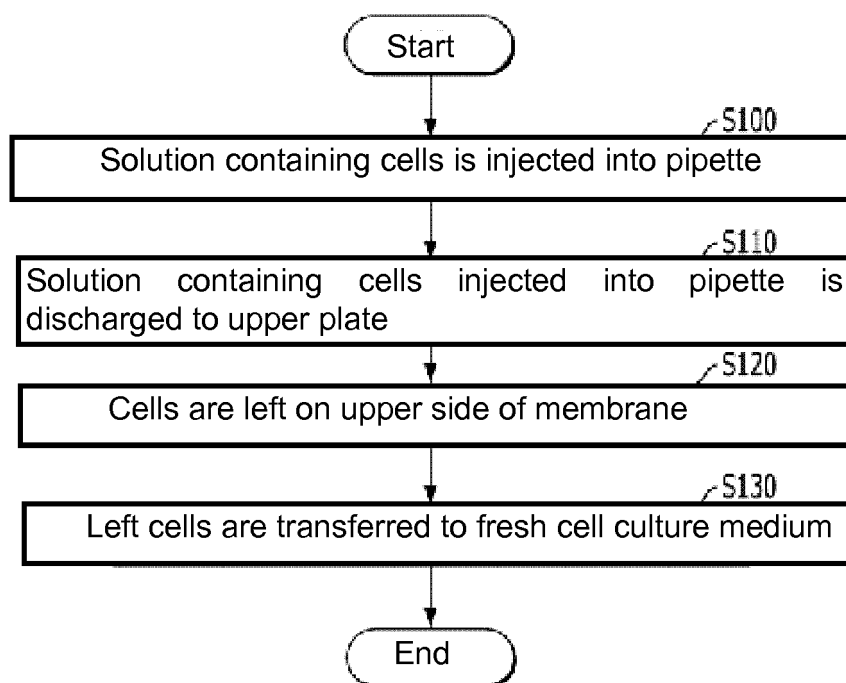 Start
S100
Solution containing cells is injected into pipette
S110
Solution containing cells injected into pipette is
discharged to upper plate
S120
Cells are left on upper side of membrane
S130
Left cells are transferred to fresh cell culture medium
End